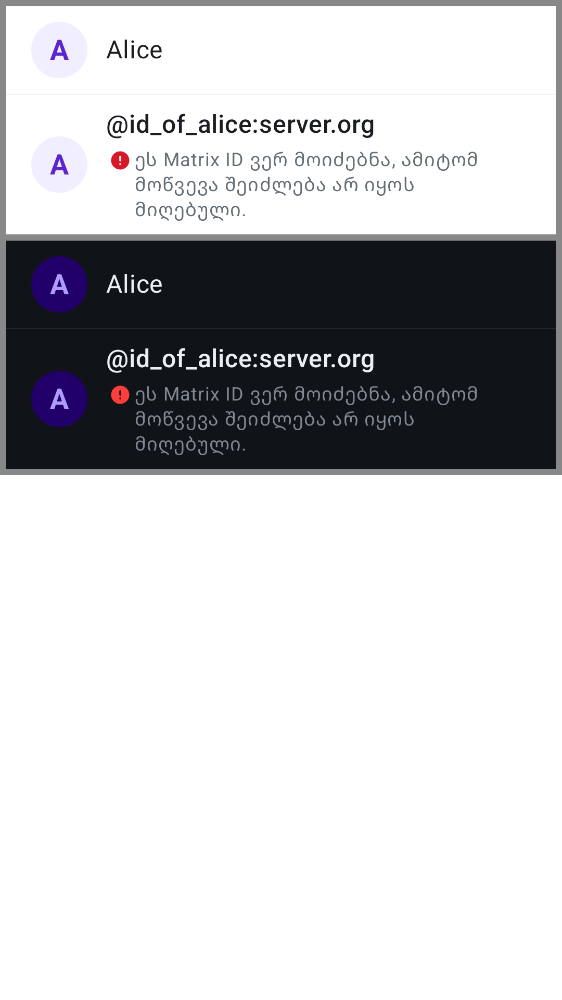 A
Alice
@id_of_alice:server.org
A
ეს Matrix ID ვერ მოიძებნა, ამიტომ
მოწვევა შეიძლება არ იყოს
მიღებული.
A
Alice
@id_of_alice:server.org
A
ეს Matrix ID ვერ მოიძებნა, ამიტომ
მოწვევა შეიძლება არ იყოს
მიღებული.